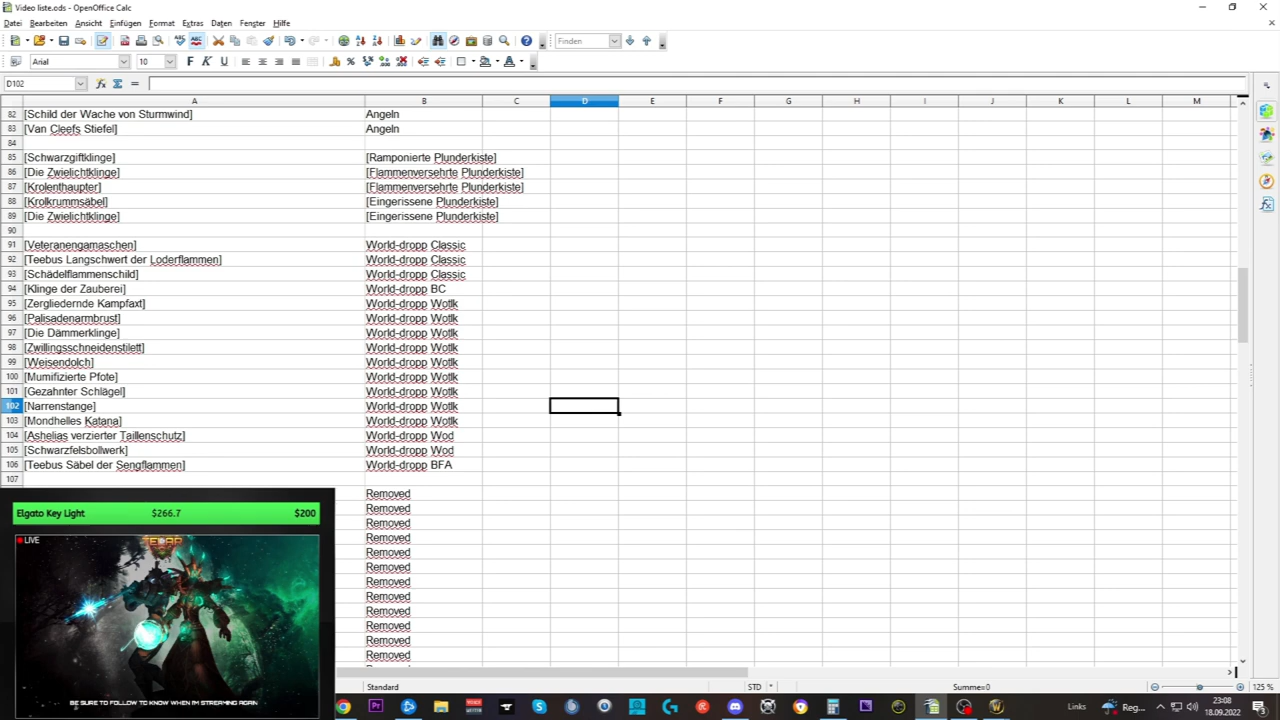 Video liste.ods - OpenOffice Calc
Datei Bearbeiten Ansicht Einfügen Format Extras Daten Fenster Hilfe
Finden
Arial 10 F K U
D102
A B C D E F G H I J K L M
82 [Schild der Wache von Sturmwind] Angeln
83 [Van Cleefs Stiefel] Angeln
84
85 [Schwarzgiftklinge] [Ramponierte Plunderkiste]
86 [Die Zwielichtklinge] [Flammenversehrte Plunderkiste]
87 [Krolenthaupter] [Flammenversehrte Plunderkiste]
88 [Krolkrummsäbel] [Eingerissene Plunderkiste]
89 [Die Zwielichtklinge] [Eingerissene Plunderkiste]
90
91 [Veteranengamaschen] World-dropp Classic
92 [Teebus Langschwert der Loderflammen] World-dropp Classic
93 [Schädelflammenschild] World-dropp Classic
94 [Klinge der Zauberei] World-dropp BC
95 [Zergliedernde Kampfaxt] World-dropp Wotlk
96 [Palisadenarmbrust] World-dropp Wotlk
97 [Die Dämmerklinge] World-dropp Wotlk
98 [Zwillingsschneidenstilett] World-dropp Wotlk
99 [Weisendolch] World-dropp Wotlk
100 [Mumifizierte Pfote] World-dropp Wotlk
101 [Gezahnter Schlägel] World-dropp Wotlk
102 [Narrenstange] World-dropp Wotlk
103 [Mondhelles Katana] World-dropp Wotlk
104 [Ashelias verzierter Taillenschutz] World-dropp Wod
105 [Schwarzfelsbollwerk] World-dropp Wod
106 [Teebus Säbel der Sengflammen] World-dropp BFA
107
Removed
Removed
Removed
Removed
Removed
Removed
Removed
Removed
Removed
Removed
Removed
Removed
Elgato Key Light $266.7 $200
LIVE
BE SURE TO FOLLOW TO KNOW WHEN I'M STREAMING AGAIN
Standard STD * Summe=0 125 %
Links Reg... 23:08
18.09.2022